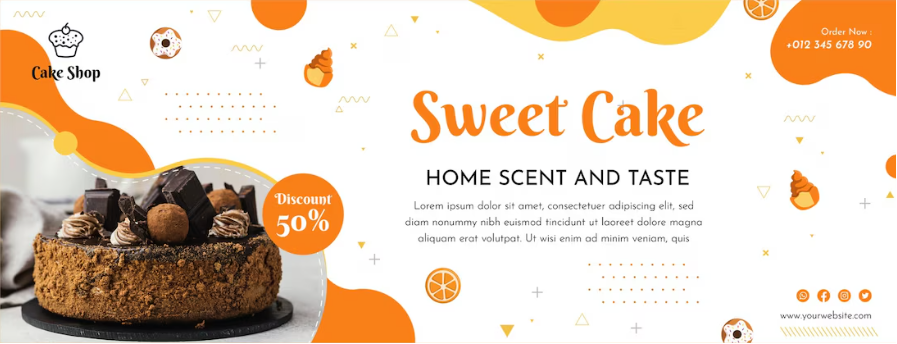 Cake Shop
Order Now :
+012 345 678 90
Sweet Cake
HOME SCENT AND TASTE
Lorem ipsum dolor sit amet, consectetuer adipiscing elit, sed
diam nonummy nibh euismod tincidunt ut laoreet dolore magna
aliquam erat volutpat. Ut wisi enim ad minim veniam, quis
Discount
50%
www.yourwebsite.com